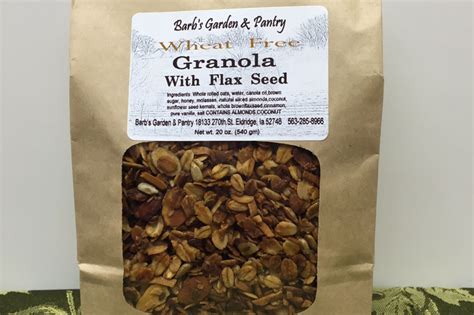 Barb's Garden & Pantry
Wheat Free
Granola
With Flax Seed
Ingredients: Whole rolled oats, water, canola oil,brown
sugar, honey, molasses, natural sliced almonds,coconut,
sunflower seed kernels, whole brownflaxseed,cinnamon,
pure vanilla, salt CONTAINS ALMONDS,COCONUT
Barb's Garden & Pantry 18133 270th,St. Eldridge, Ia 52748 563-285-8966
Net wt. 20 oz. (540 gm)